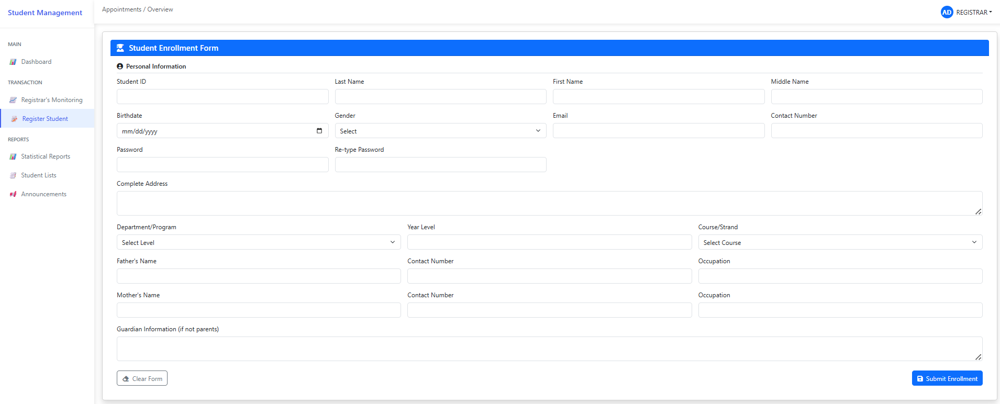 Student Management
Appointments / Overview
AD REGISTRAR
MAIN
Dashboard
TRANSACTION
Registrar's Monitoring
Register Student
REPORTS
Statistical Reports
Student Lists
Announcements
Student Enrollment Form
Personal Information
Student ID Last Name First Name Middle Name
Birthdate Gender Email Contact Number
mm/dd/yyyy Select
Password Re-type Password
Complete Address
Department/Program Year Level Course/Strand
Select Level Select Course
Father's Name Contact Number Occupation
Mother's Name Contact Number Occupation
Guardian Information (if not parents)
Clear Form Submit Enrollment